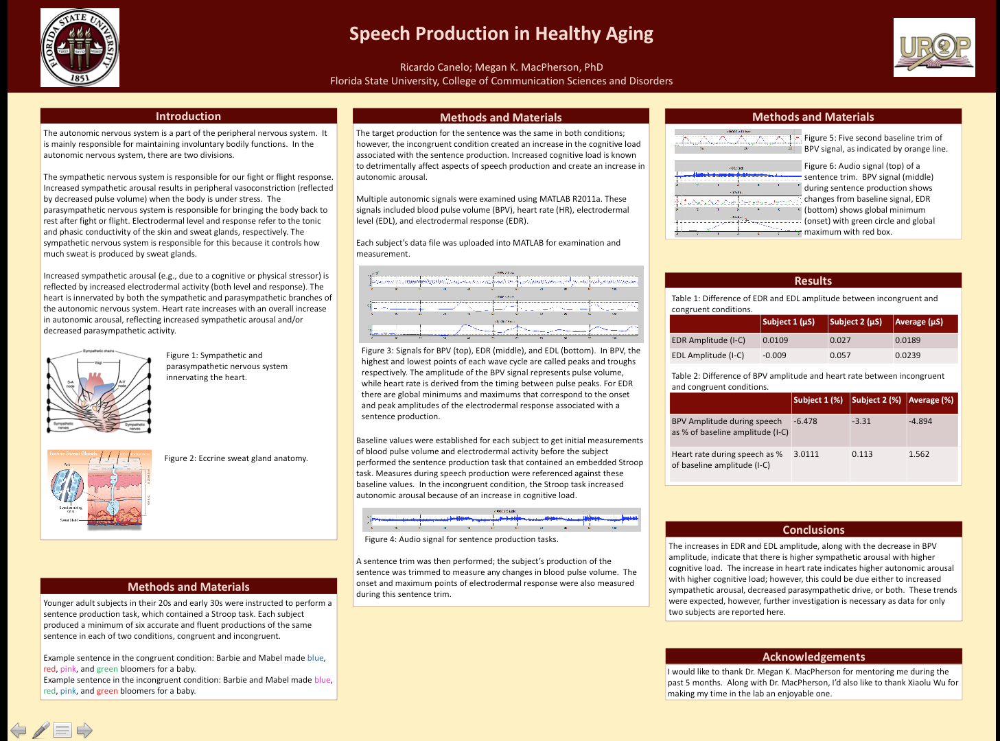 FLORIDA STATE UNIVERSITY
VIRES ARTES MORES
1851
Speech Production in Healthy Aging
Ricardo Canelo; Megan K. MacPherson, PhD
Florida State University, College of Communication Sciences and Disorders
UROP
Introduction
The autonomic nervous system is a part of the peripheral nervous system.  It
is mainly responsible for maintaining involuntary bodily functions.  In the
autonomic nervous system, there are two divisions.
The sympathetic nervous system is responsible for our fight or flight response.
Increased sympathetic arousal results in peripheral vasoconstriction (reflected
by decreased pulse volume) when the body is under stress.  The
parasympathetic nervous system is responsible for bringing the body back to
rest after fight or flight. Electrodermal level and response refer to the tonic
and phasic conductivity of the skin and sweat glands, respectively. The
sympathetic nervous system is responsible for this because it controls how
much sweat is produced by sweat glands.
Increased sympathetic arousal (e.g., due to a cognitive or physical stressor) is
reflected by increased electrodermal activity (both level and response). The
heart is innervated by both the sympathetic and parasympathetic branches of
the autonomic nervous system. Heart rate increases with an overall increase
in autonomic arousal, reflecting increased sympathetic arousal and/or
decreased parasympathetic activity.
Sympathetic chains
Vagi
S-A
node
A-V
node
Sympathetic
nerves
Sympathetic
nerves
Figure 1: Sympathetic and
parasympathetic nervous system
innervating the heart.
Eccrine Sweat Glands
Pore
Sweat-secreting
Cells
Sweat Gland
Figure 2: Eccrine sweat gland anatomy.
Methods and Materials
Younger adult subjects in their 20s and early 30s were instructed to perform a
sentence production task, which contained a Stroop task. Each subject
produced a minimum of six accurate and fluent productions of the same
sentence in each of two conditions, congruent and incongruent.
Example sentence in the congruent condition: Barbie and Mabel made blue,
red, pink, and green bloomers for a baby.
Example sentence in the incongruent condition: Barbie and Mabel made blue,
red, pink, and green bloomers for a baby.
Methods and Materials
The target production for the sentence was the same in both conditions;
however, the incongruent condition created an increase in the cognitive load
associated with the sentence production. Increased cognitive load is known
to detrimentally affect aspects of speech production and create an increase in
autonomic arousal.
Multiple autonomic signals were examined using MATLAB R2011a. These
signals included blood pulse volume (BPV), heart rate (HR), electrodermal
level (EDL), and electrodermal response (EDR).
Each subject's data file was uploaded into MATLAB for examination and
measurement.
Figure 3: Signals for BPV (top), EDR (middle), and EDL (bottom).  In BPV, the
highest and lowest points of each wave cycle are called peaks and troughs
respectively. The amplitude of the BPV signal represents pulse volume,
while heart rate is derived from the timing between pulse peaks. For EDR
there are global minimums and maximums that correspond to the onset
and peak amplitudes of the electrodermal response associated with a
sentence production.
Baseline values were established for each subject to get initial measurements
of blood pulse volume and electrodermal activity before the subject
performed the sentence production task that contained an embedded Stroop
task. Measures during speech production were referenced against these
baseline values.  In the incongruent condition, the Stroop task increased
autonomic arousal because of an increase in cognitive load.
Figure 4: Audio signal for sentence production tasks.
A sentence trim was then performed; the subject's production of the
sentence was trimmed to measure any changes in blood pulse volume.  The
onset and maximum points of electrodermal response were also measured
during this sentence trim.
Methods and Materials
Figure 5: Five second baseline trim of
BPV signal, as indicated by orange line.
Figure 6: Audio signal (top) of a
sentence trim.  BPV signal (middle)
during sentence production shows
changes from baseline signal, EDR
(bottom) shows global minimum
(onset) with green circle and global
maximum with red box.
Results
Table 1: Difference of EDR and EDL amplitude between incongruent and
congruent conditions.
Subject 1 (µS) Subject 2 (µS) Average (µS)
EDR Amplitude (I-C) 0.0109 0.027 0.0189
EDL Amplitude (I-C) -0.009 0.057 0.0239
Table 2: Difference of BPV amplitude and heart rate between incongruent
and congruent conditions.
Subject 1 (%) Subject 2 (%) Average (%)
BPV Amplitude during speech -6.478 -3.31 -4.894
as % of baseline amplitude (I-C)
Heart rate during speech as % 3.0111 0.113 1.562
of baseline amplitude (I-C)
Conclusions
The increases in EDR and EDL amplitude, along with the decrease in BPV
amplitude, indicate that there is higher sympathetic arousal with higher
cognitive load.  The increase in heart rate indicates higher autonomic arousal
with higher cognitive load; however, this could be due either to increased
sympathetic arousal, decreased parasympathetic drive, or both.  These trends
were expected, however, further investigation is necessary as data for only
two subjects are reported here.
Acknowledgements
I would like to thank Dr. Megan K. MacPherson for mentoring me during the
past 5 months.  Along with Dr. MacPherson, I'd also like to thank Xiaolu Wu for
making my time in the lab an enjoyable one.